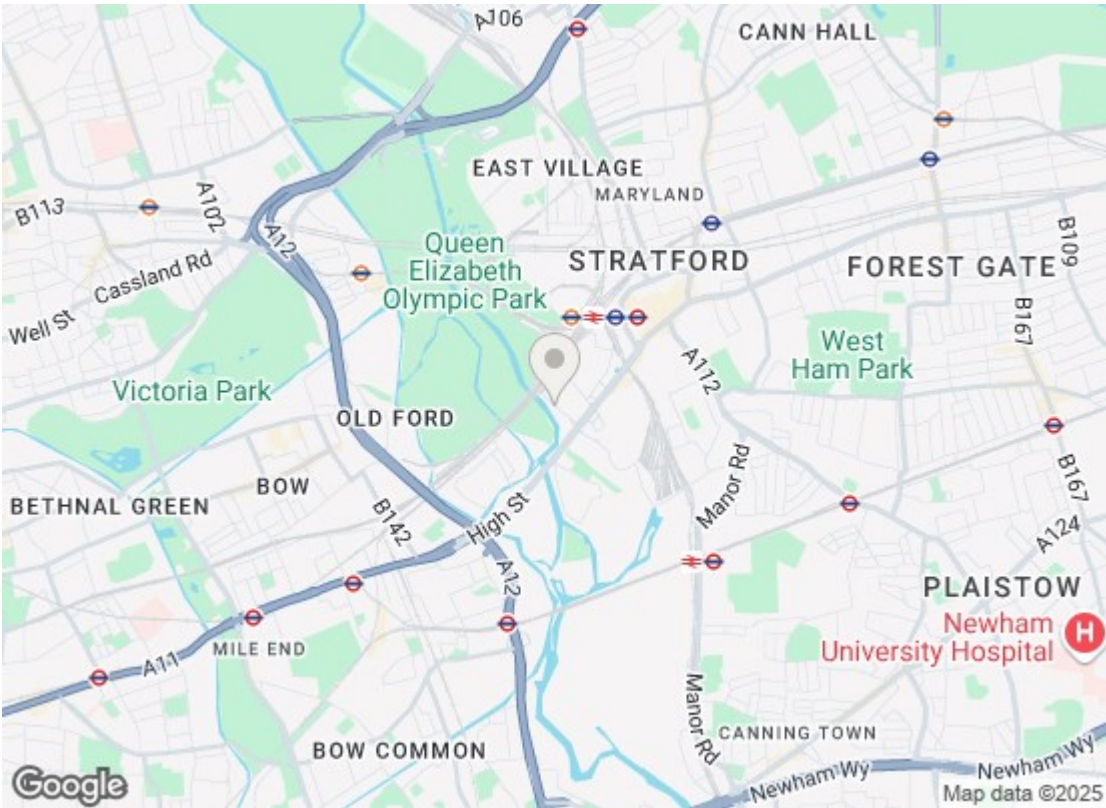 A106
CANN HALL
EAST VILLAGE
MARYLAND
B113
A102
A12
Cassland Rd
Well St
Queen
Elizabeth
Olympic Park
STRATFORD
FOREST GATE
B109
B167
West
Ham Park
A112
Victoria Park
OLD FORD
BOW
BETHNAL GREEN
B142
High St
Manor Rd
B167
A124
A12
PLAISTOW
Newham
University Hospital
H
MILE END
A11
Manor Rd
CANNING TOWN
BOW COMMON
Newham Wy
Newham Wy
Google
Map data ©2025